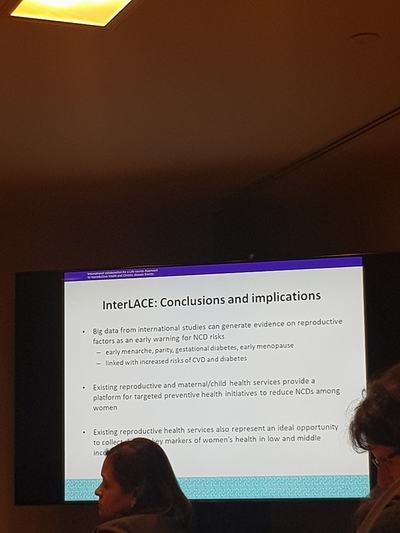 International collaboration for a Life course Approach
to Reproductive Health and Chronic disease Events
InterLACE: Conclusions and implications
• Big data from international studies can generate evidence on reproductive
factors as an early warning for NCD risks
– early menarche, parity, gestational diabetes, early menopause
– linked with increased risks of CVD and diabetes
• Existing reproductive and maternal/child health services provide a
platform for targeted preventive health initiatives to reduce NCDs among
women
• Existing reproductive health services also represent an ideal opportunity
to collect key markers of women's health in low and middle